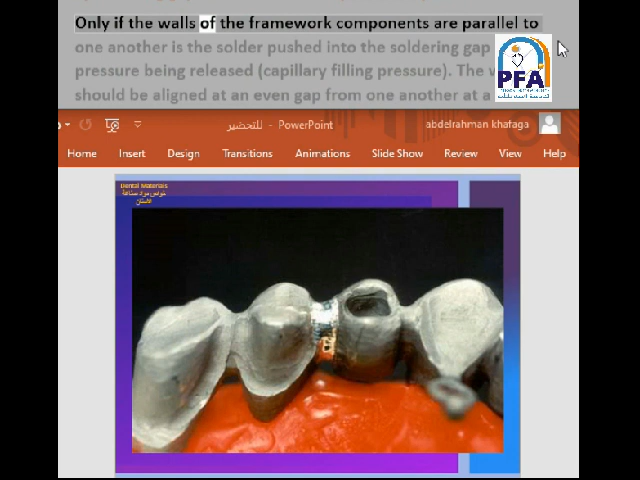 Only if the walls of the framework components are parallel to
one another is the solder pushed into the soldering gap
pressure being released (capillary filling pressure). The
should be aligned at an even gap from one another at a
PFA
للتحضير - PowerPoint
abdelrahman khafaga
Home Insert Design Transitions Animations Slide Show Review View Help
Dental Materials